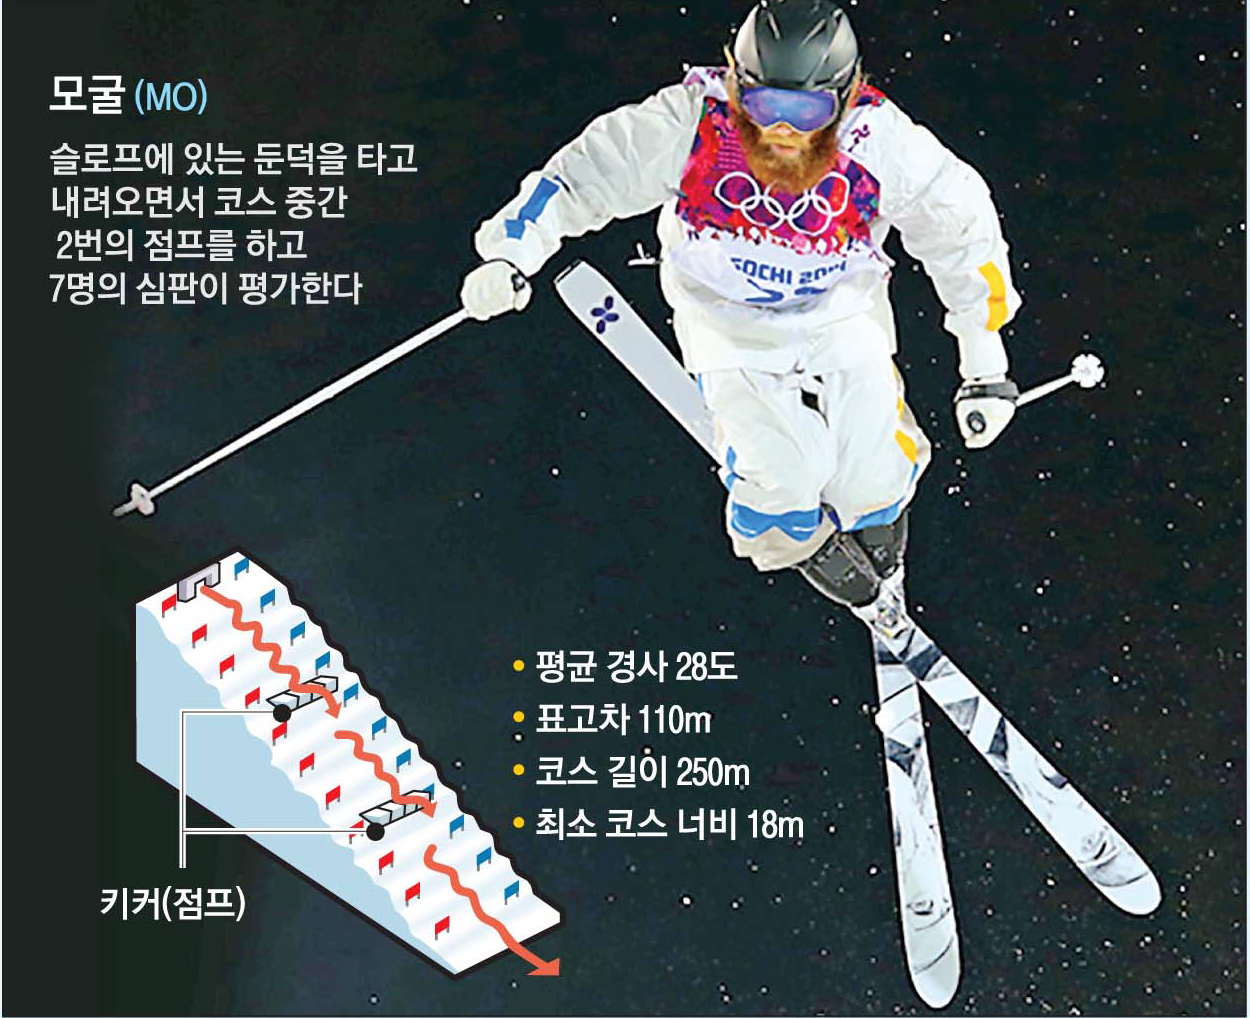 모굴 (MO)
슬로프에 있는 둔덕을 타고
내려오면서 코스 중간
2번의 점프를 하고
7명의 심판이 평가한다
SOCHI 2014
• 평균 경사 28도
• 표고차 110m
• 코스 길이 250m
• 최소 코스 너비 18m
키커(점프)